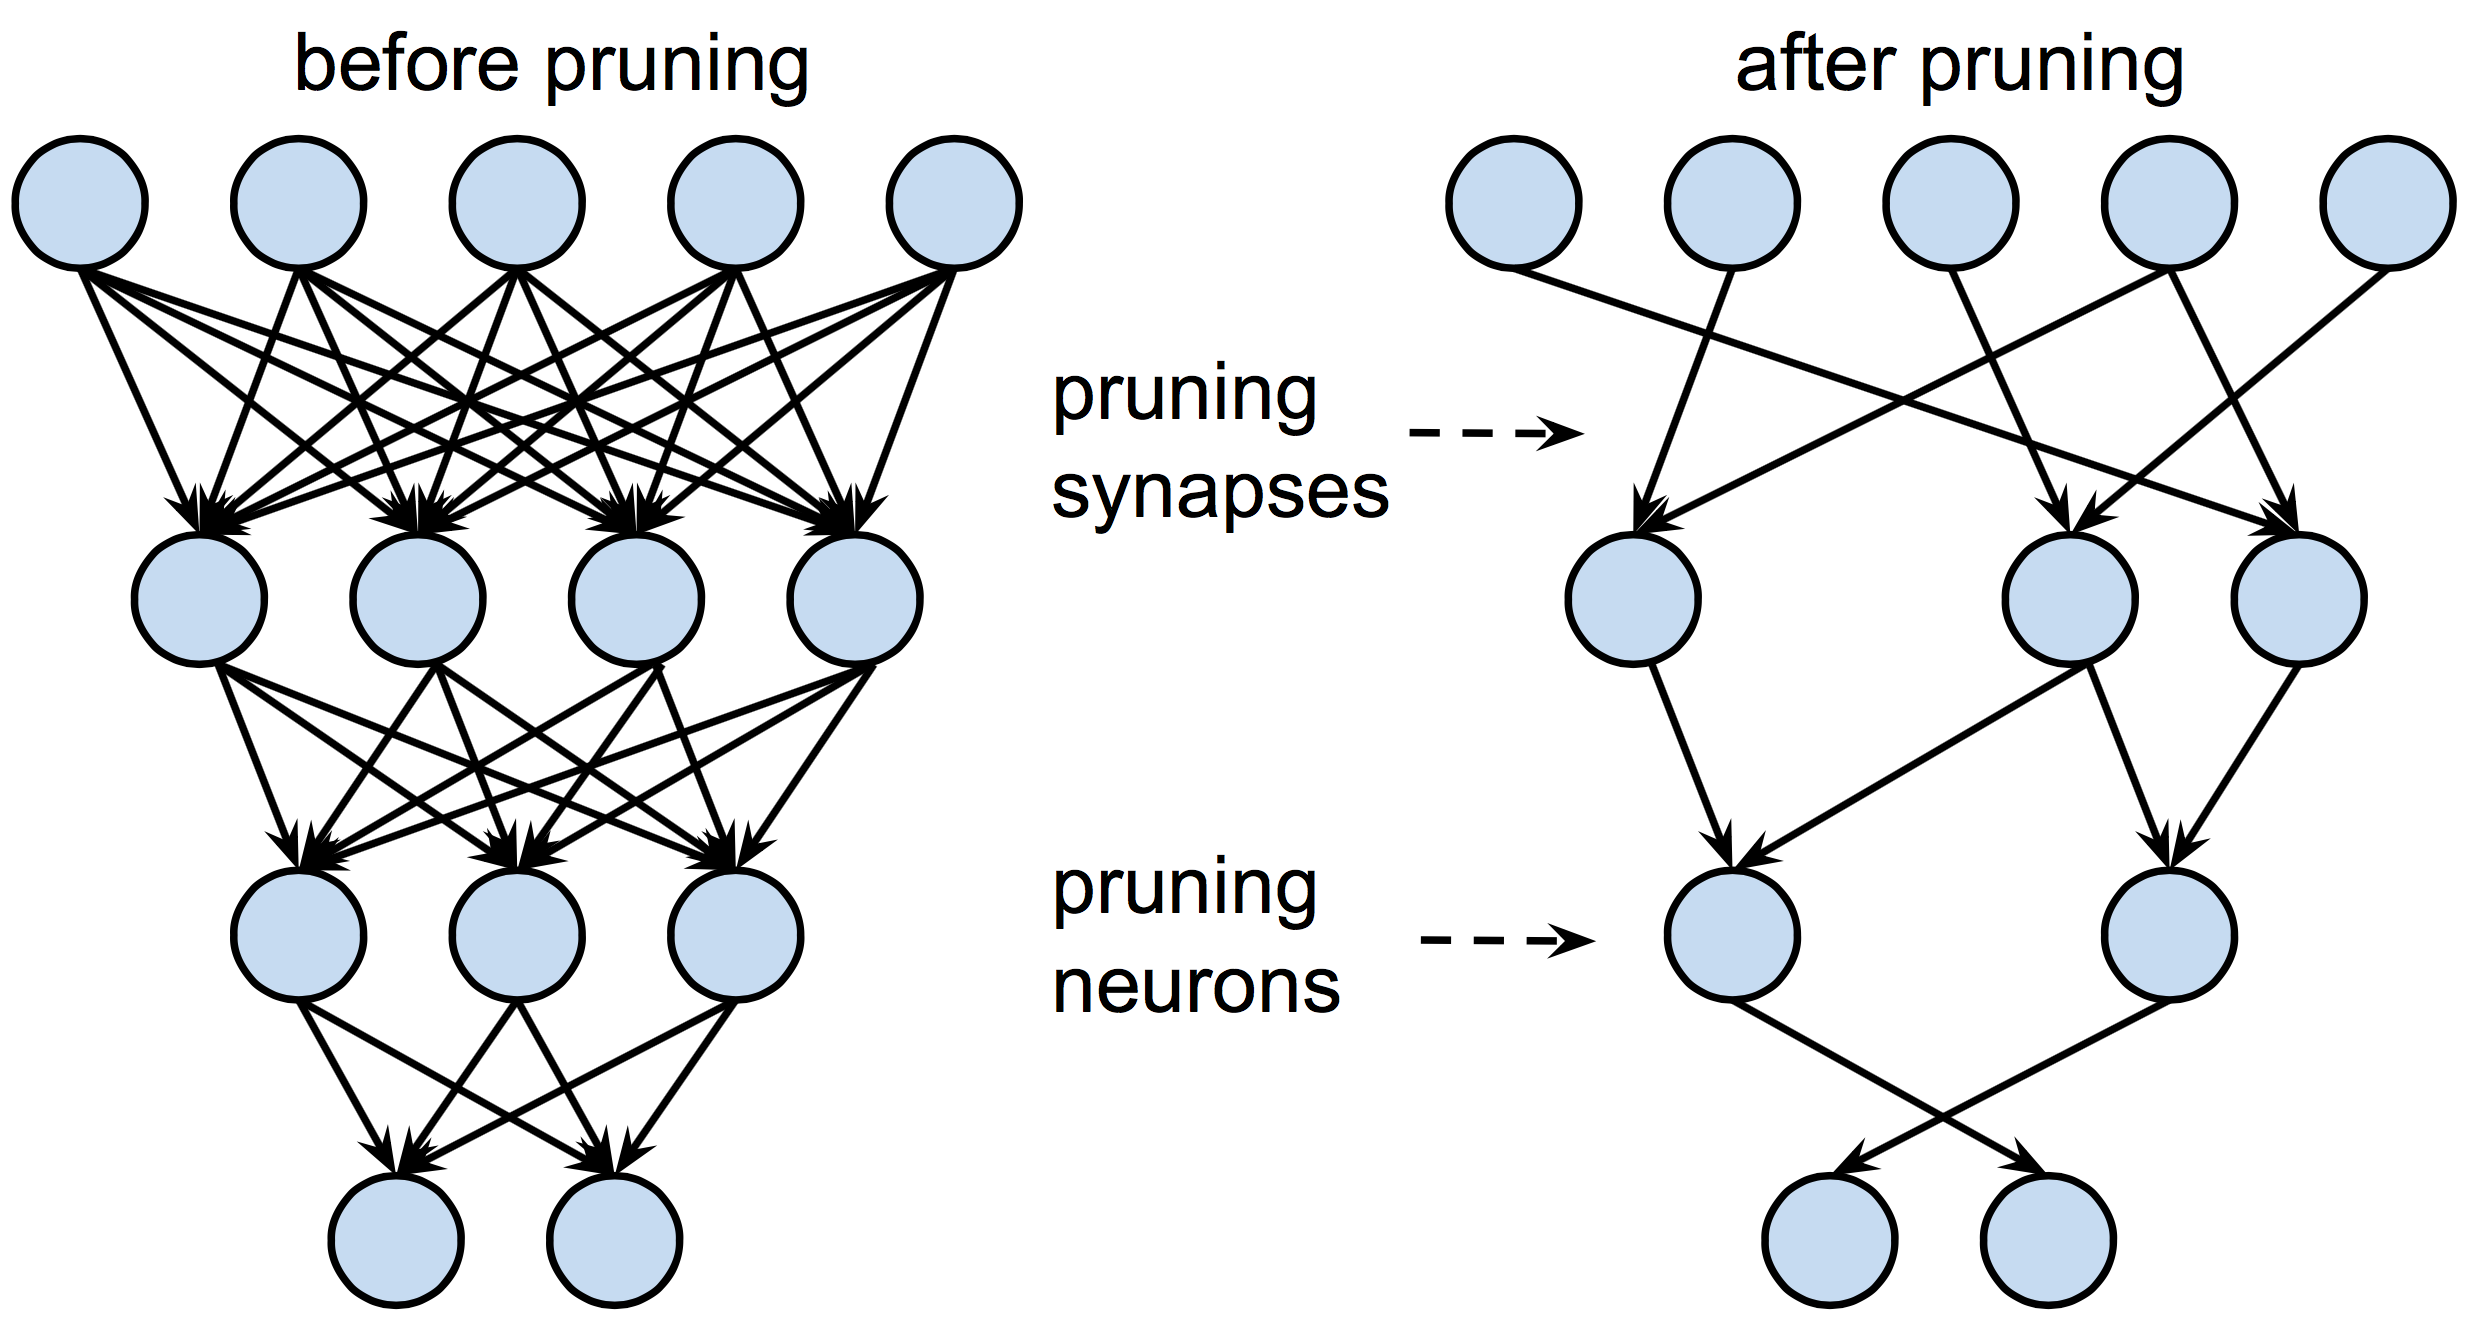 before pruning
after pruning
pruning
synapses
pruning
neurons